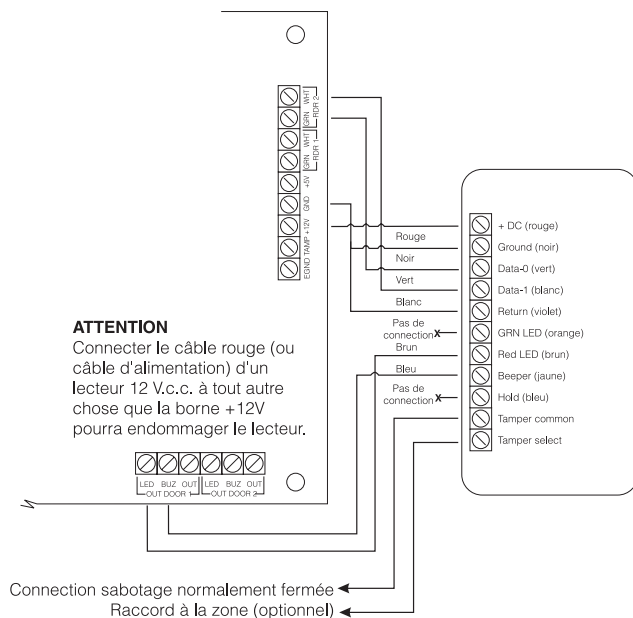 WHT
GRN
RDR 2
WHT
GRN
RDR 1
+5V
GND
+12V
TAMP
EGND
Rouge
Noir
Vert
Blanc
Pas de
connection x
Brun
Bleu
Pas de
connection x
+ DC (rouge)
Ground (noir)
Data-0 (vert)
Data-1 (blanc)
Return (violet)
GRN LED (orange)
Red LED (brun)
Beeper (jaune)
Hold (bleu)
Tamper common
Tamper select
ATTENTION
Connecter le câble rouge (ou
câble d'alimentation) d'un
lecteur 12 V.c.c. à tout autre
chose que la borne +12V
pourra endommager le lecteur.
LED BUZ OUT LED BUZ OUT
OUT DOOR 1 OUT DOOR 2
Connection sabotage normalement fermée
Raccord à la zone (optionnel)